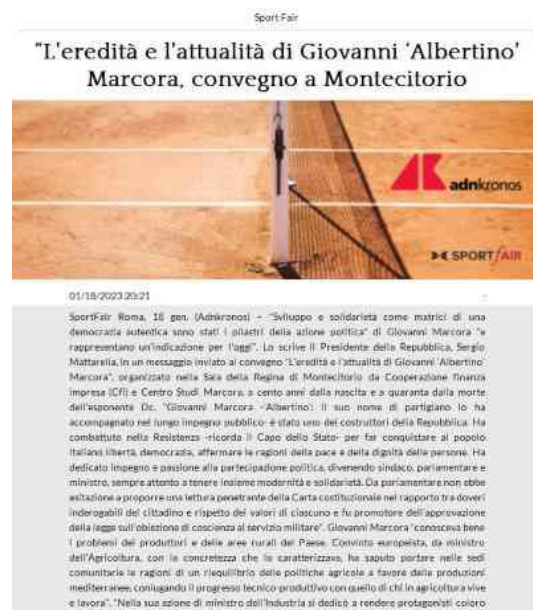 Sport Fair
"L'eredità e l'attualità di Giovanni 'Albertino'
Marcora, convegno a Montecitorio
adnkronos
SPORTFAIR
01/18/2023 20:21
SportFair Roma, 18 gen. (Adnkronos) - "Sviluppo e solidarietà come matrici di una
democrazia autentica sono stati i pilastri della azione politica" di Giovanni Marcora "e
rappresentano un'indicazione per l'oggi". Lo scrive il Presidente della Repubblica, Sergio
Mattarella, in un messaggio inviato al convegno "L'eredità e l'attualità di Giovanni 'Albertino'
Marcora", organizzato nella Sala della Regina di Montecitorio da Cooperazione finanza
impresa (Cfi) e Centro Studi Marcora, a cento anni dalla nascita e a quaranta dalla morte
dell'esponente Dc. "Giovanni Marcora -'Albertino': il suo nome di partigiano lo ha
accompagnato nel lungo impegno pubblico- è stato uno dei costruttori della Repubblica. Ha
combattuto nella Resistenza -ricorda il Capo dello Stato- per far conquistare al popolo
italiano libertà, democrazia, affermare le ragioni della pace e della dignità delle persone. Ha
dedicato impegno e passione alla partecipazione politica, divenendo sindaco, parlamentare e
ministro, sempre attento a tenere insieme modernità e solidarietà. Da parlamentare non ebbe
esitazione a proporre una lettura penetrante della Carta costituzionale nel rapporto tra doveri
inderogabili del cittadino e rispetto dei valori di ciascuno e fu promotore dell'approvazione
della legge sull'obiezione di coscienza al servizio militare". Giovanni Marcora "conosceva bene
i problemi dei produttori e delle aree rurali del Paese. Convinto europeista, da ministro
dell'Agricoltura, con la concretezza che lo caratterizzava, ha saputo portare nelle sedi
comunitarie le ragioni di un riequilibrio delle politiche agricole a favore delle produzioni
mediterranee, coniugando il progresso tecnico-produttivo con quello di chi in agricoltura vive
e lavora". "Nella sua azione di ministro dell'Industria si dedicò a rendere protagonisti coloro